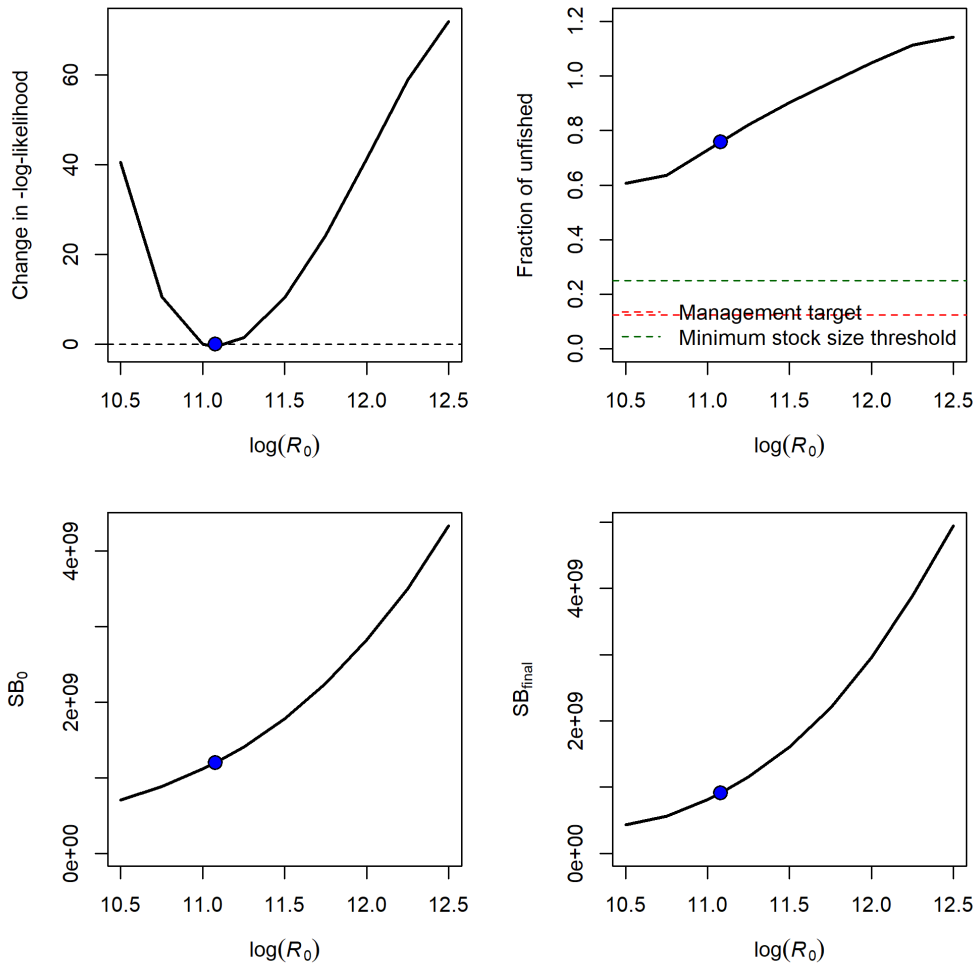 Change in -log-likelihood
60
40
20
0
10.5 11.0 11.5 12.0 12.5
log(R0)
Fraction of unfished
1.2
1.0
0.8
0.6
0.4
0.2
0.0
Management target
Minimum stock size threshold
10.5 11.0 11.5 12.0 12.5
log(R0)
SB0
4e+09
2e+09
0e+00
10.5 11.0 11.5 12.0 12.5
log(R0)
SBfinal
4e+09
2e+09
0e+00
10.5 11.0 11.5 12.0 12.5
log(R0)